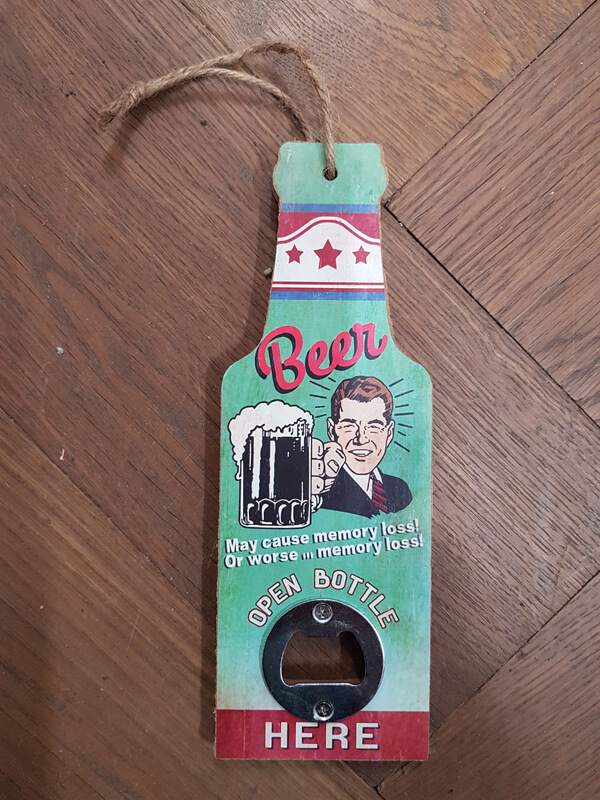 Beer
May cause memory loss!
Or worse ... memory loss!
OPEN BOTTLE
HERE